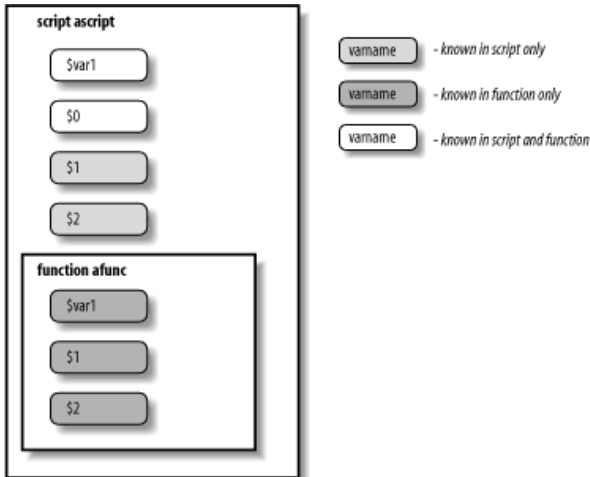 script ascript
$var1
$0
$1
$2
function afunc
$var1
$1
$2
varname - known in script only
varname - known in function only
varname - known in script and function